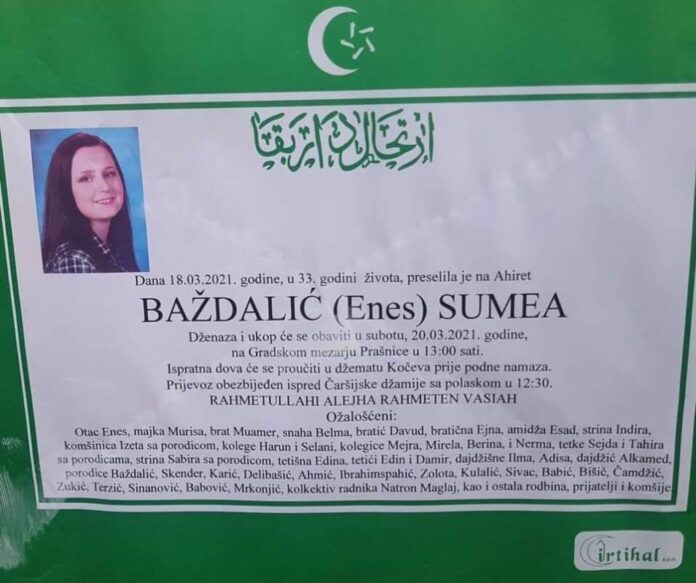 ارتحال دار بقا
Dana 18.03.2021. godine, u 33. godini života, preselila je na Ahiret
BAŽDALIĆ (Enes) SUMEA
Dženaza i ukop će se obaviti u subotu, 20.03.2021. godine,
na Gradskom mezarju Prašnice u 13:00 sati.
Ispratna dova će se proučiti u džematu Kočeva prije podne namaza.
Prijevoz obezbijeđen ispred Čaršijske džamije sa polaskom u 12:30.
RAHMETULLAHI ALEJHA RAHMETEN VASIAH
Ožalošćeni:
Otac Enes, majka Murisa, brat Muamer, snaha Belma, bratić Davud, bratična Ejna, amidža Esad, strina Indira,
komšinica Izeta sa porodicom, kolege Harun i Selani, kolegice Mejra, Mirela, Berina, i Nerma, tetke Sejda i Tahira
sa porodicama, strina Sabira sa porodicom, tetišna Edina, tetići Edin i Damir, dajdžišne Ilma, Adisa, dajdžić Alkamed,
porodice Baždalić, Skender, Karić, Delibašić, Ahmić, Ibrahimspahić, Zolota, Kulalić, Sivac, Babić, Bišić, Čamdžić,
Zukić, Terzić, Sinanović, Babović, Mrkonjić, kolkektiv radnika Natron Maglaj, kao i ostala rodbina, prijatelji i komšije
irtihal